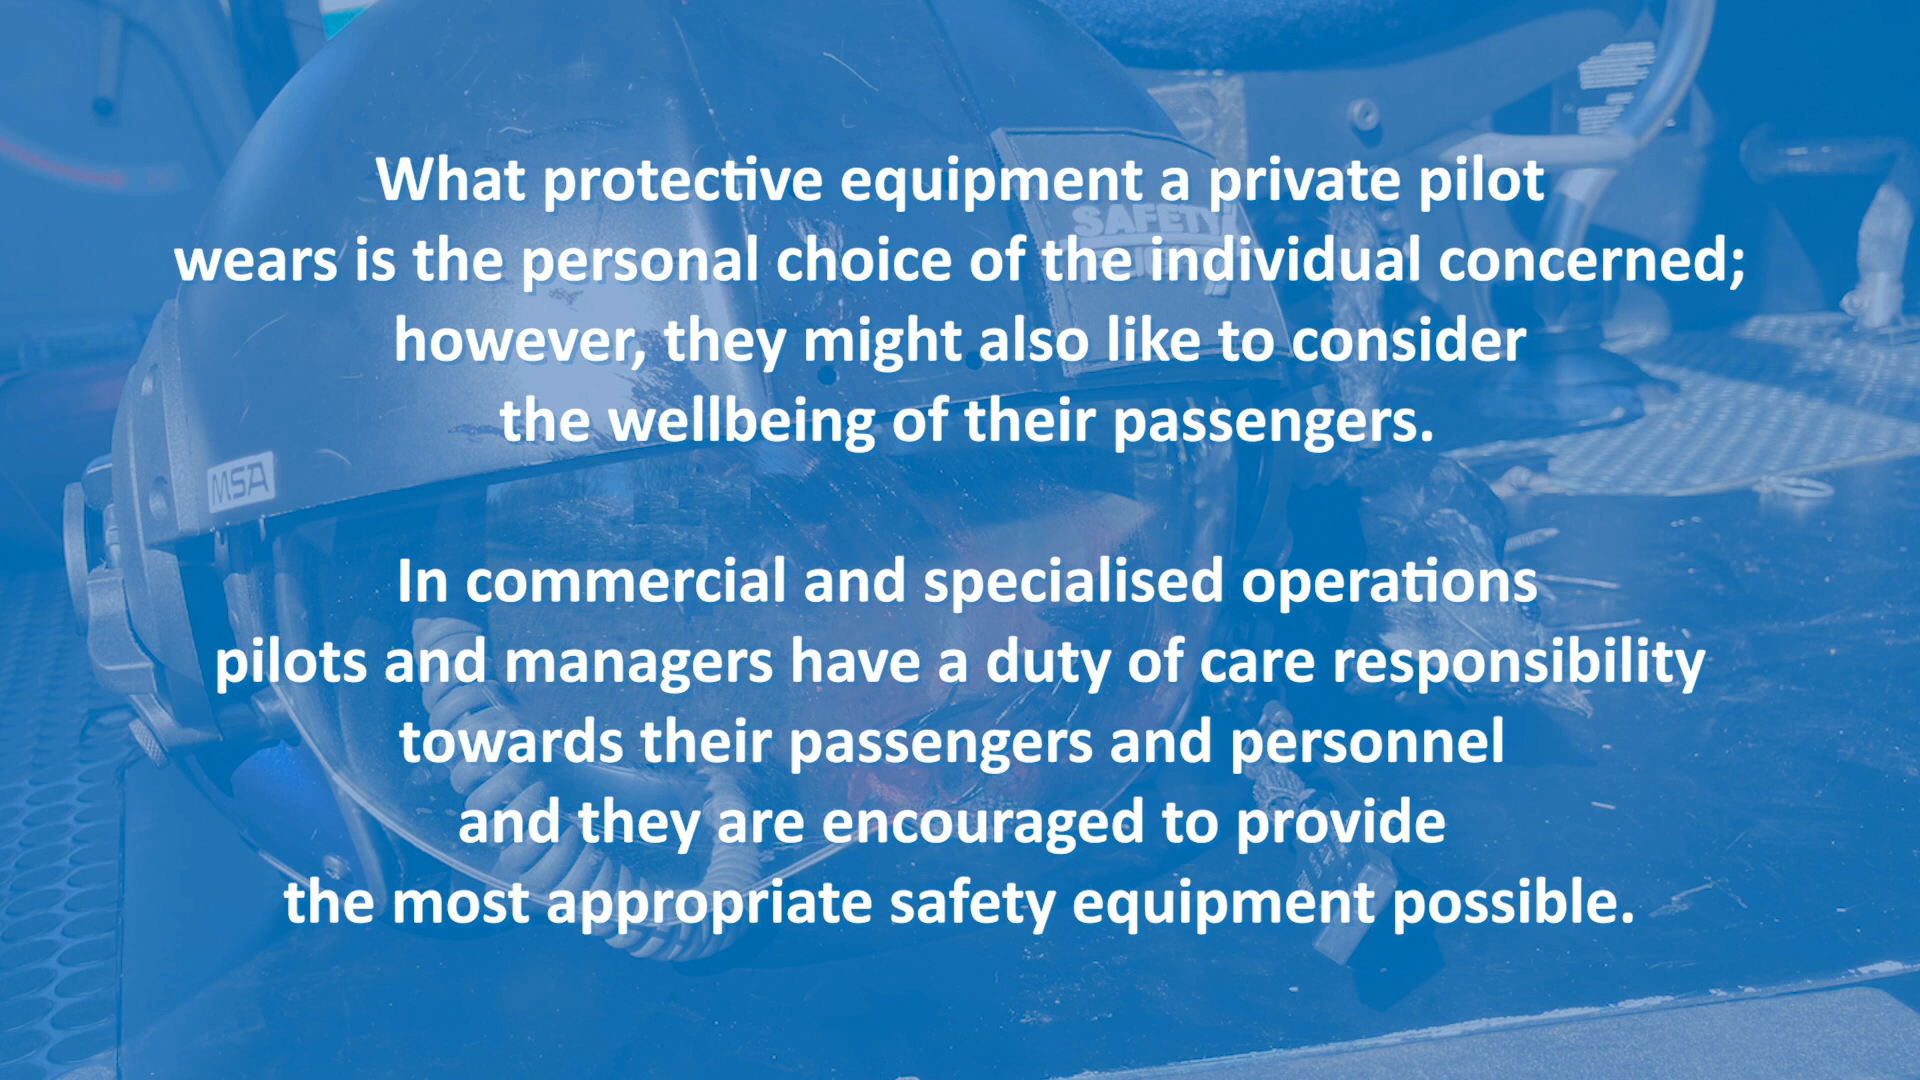 What protective equipment a private pilot
wears is the personal choice of the individual concerned;
however, they might also like to consider
the wellbeing of their passengers.
In commercial and specialised operations
pilots and managers have a duty of care responsibility
towards their passengers and personnel
and they are encouraged to provide
the most appropriate safety equipment possible.
SAFETY
MSA